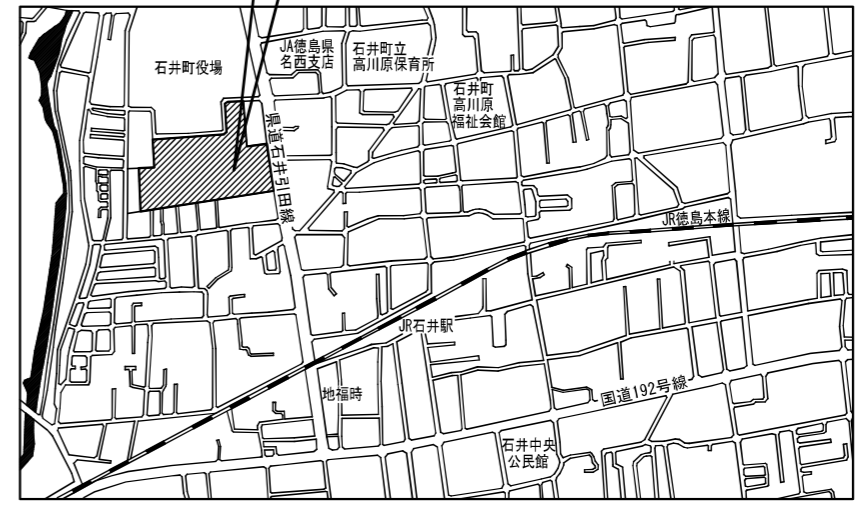 石井町役場
JA徳島県
名西支店
石井町立
高川原保育所
石井町
高川原
福祉会館
県道石井引田線
JR徳島本線
JR石井駅
地福時
国道192号線
石井中央
公民館